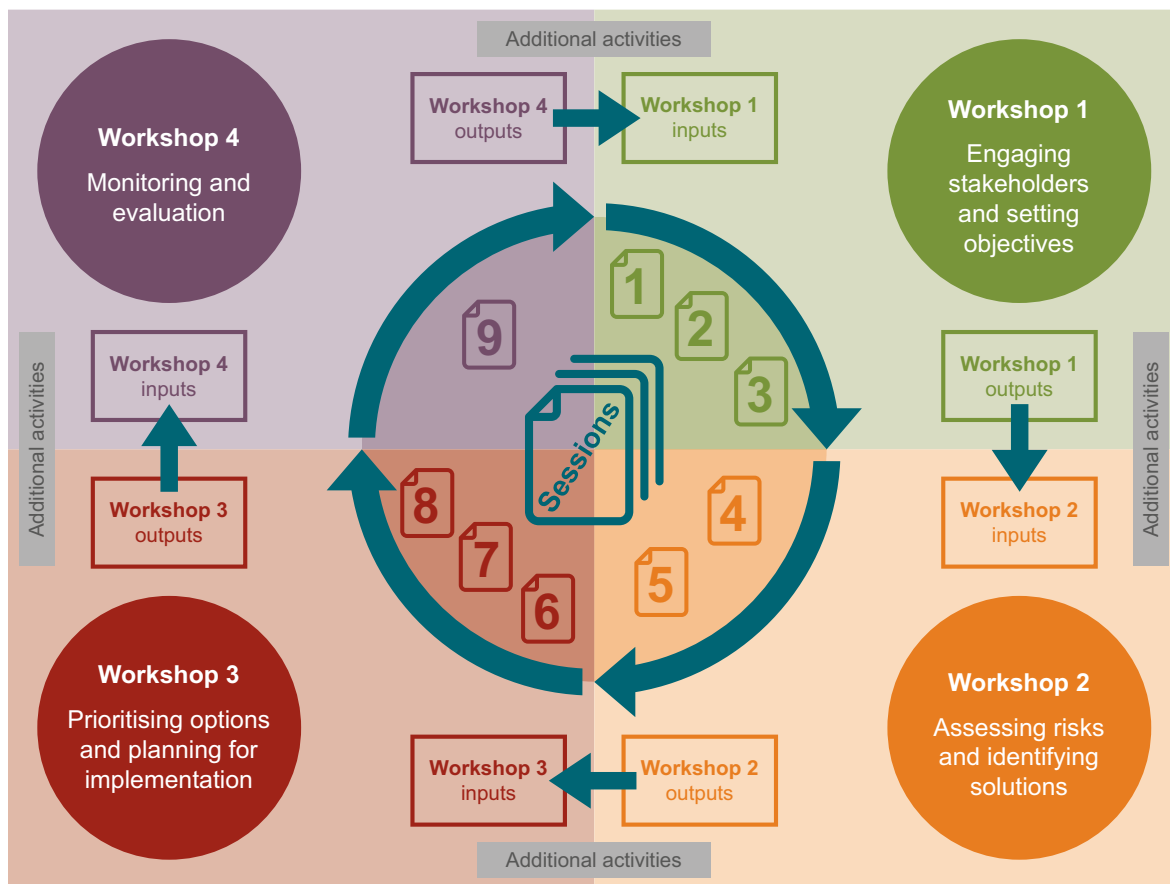 Additional activities
Workshop 4
Monitoring and
evaluation
Workshop 4
outputs
Workshop 1
inputs
Workshop 1
Engaging
stakeholders
and setting
objectives
1
2
3
9
Sessions
Additional activities
Workshop 4
inputs
Workshop 3
outputs
Workshop 1
outputs
Workshop 2
inputs
Additional activities
8
7
6
4
5
Workshop 3
Prioritising options
and planning for
implementation
Workshop 3
inputs
Workshop 2
outputs
Workshop 2
Assessing risks
and identifying
solutions
Additional activities